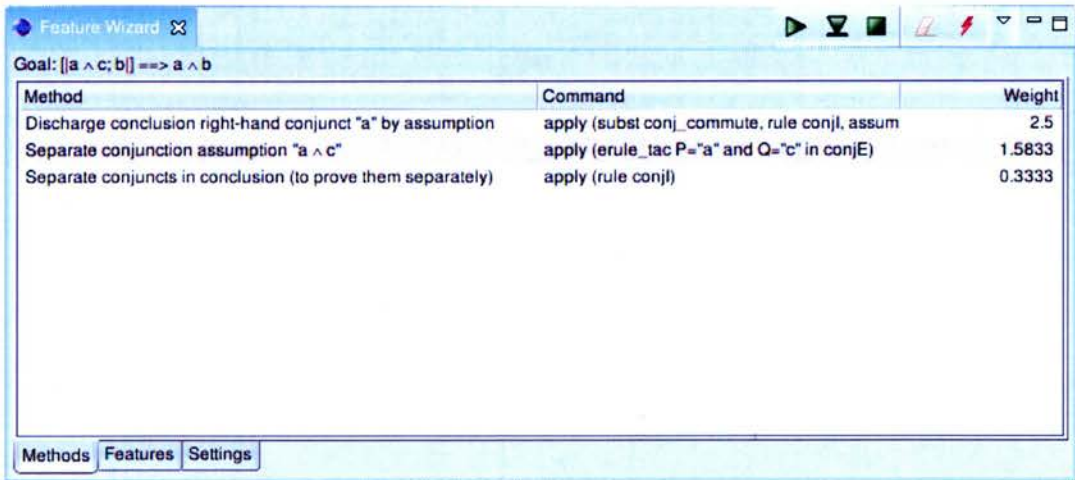 Feature Wizard
Goal: [|a ∧ c; b|] ==> a ∧ b
Method Command Weight
Discharge conclusion right-hand conjunct "a" by assumption apply (subst conj_commute, rule conjI, assum 2.5
Separate conjunction assumption "a ∧ c" apply (erule_tac P="a" and Q="c" in conjE) 1.5833
Separate conjuncts in conclusion (to prove them separately) apply (rule conjI) 0.3333
Methods Features Settings